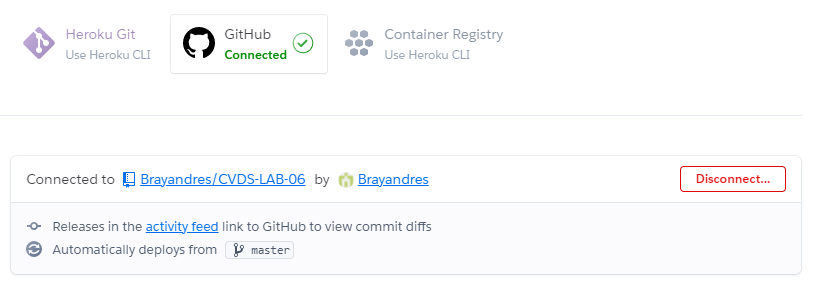 Heroku Git
Use Heroku CLI
GitHub
Connected
Container Registry
Use Heroku CLI
Connected to Brayandres/CVDS-LAB-06 by Brayandres
Disconnect...
Releases in the activity feed link to GitHub to view commit diffs
Automatically deploys from master